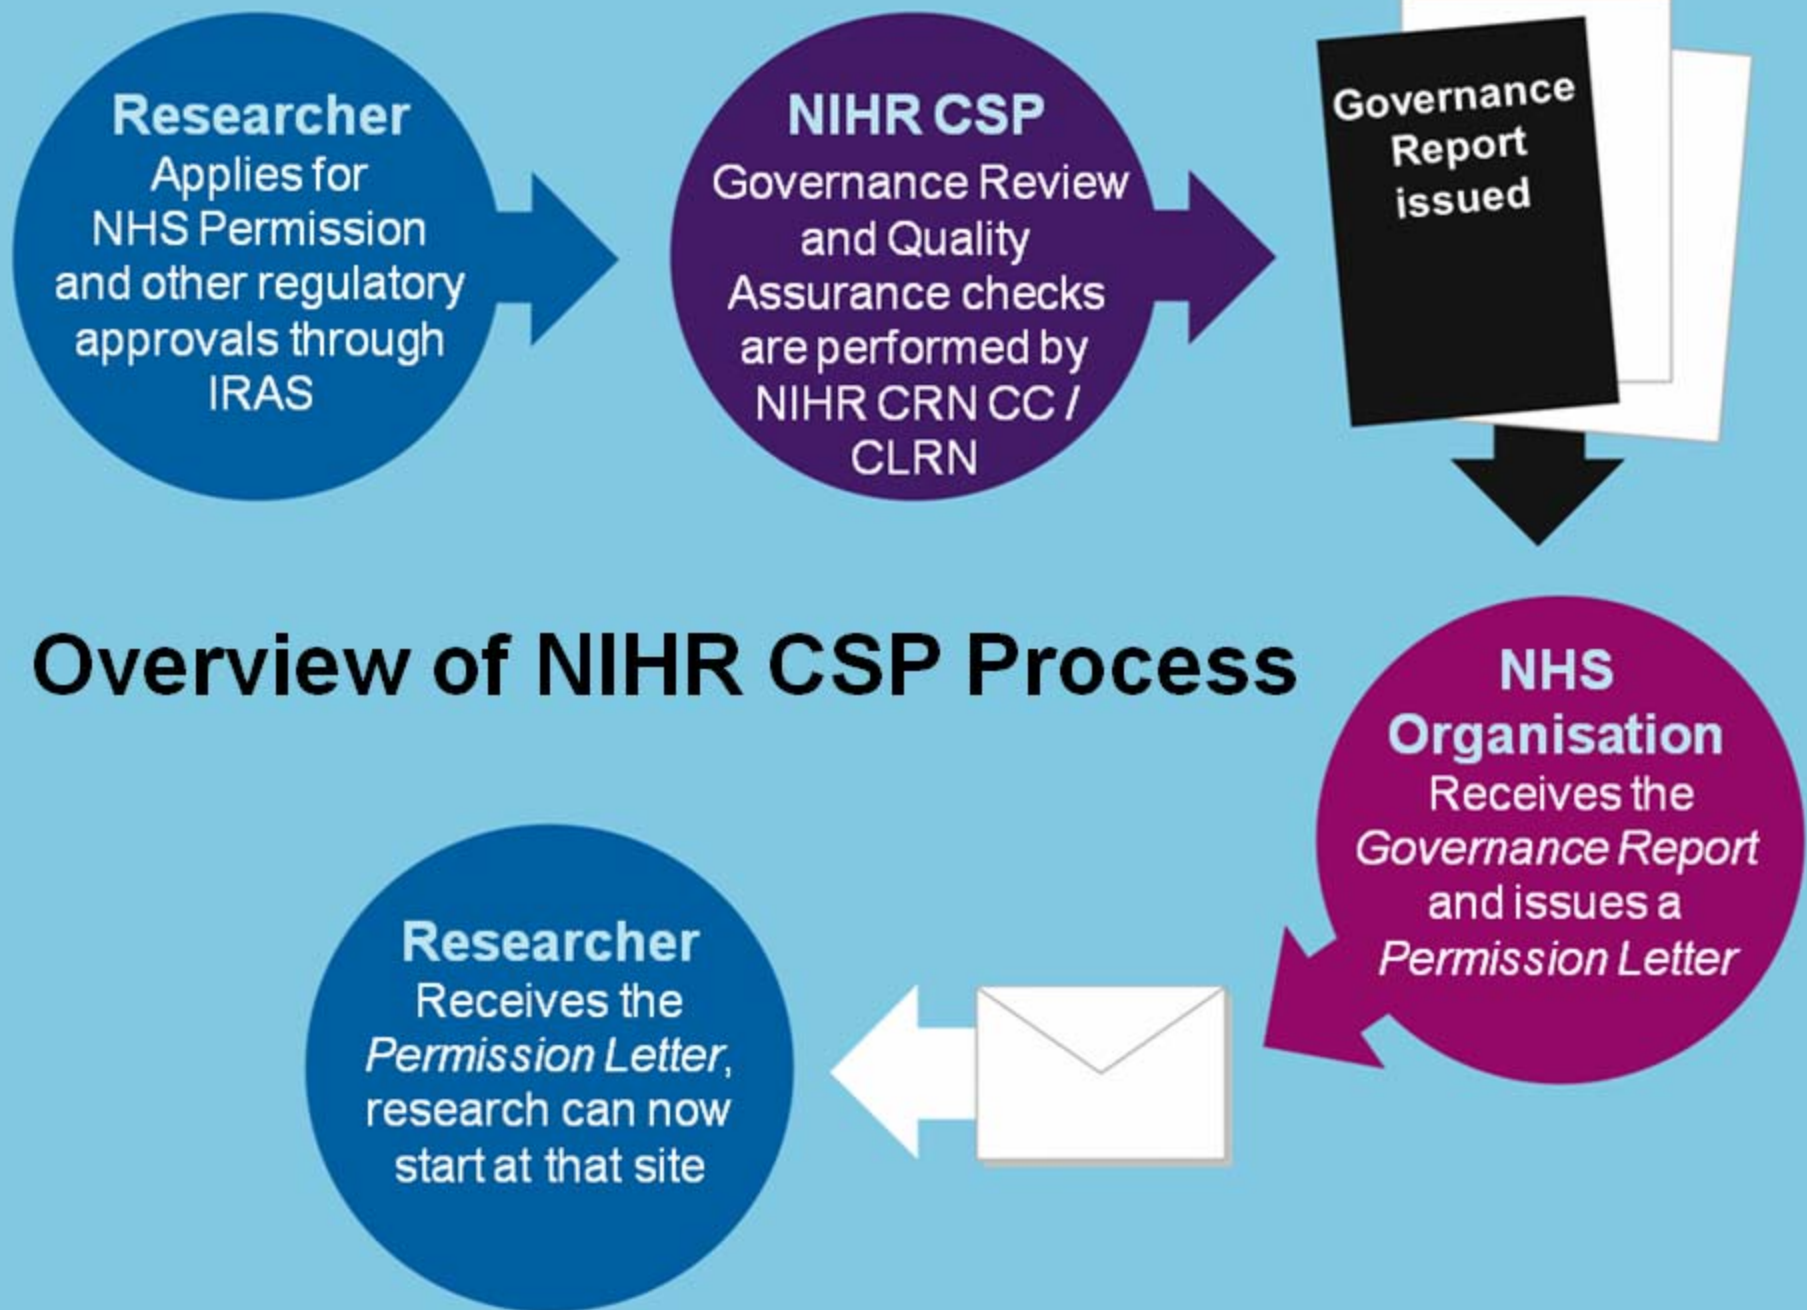 Researcher
Applies for
NHS Permission
and other regulatory
approvals through
IRAS
NIHR CSP
Governance Review
and Quality
Assurance checks
are performed by
NIHR CRN CC /
CLRN
Governance
Report
issued
Overview of NIHR CSP Process
NHS
Organisation
Receives the
Governance Report
and issues a
Permission Letter
Researcher
Receives the
Permission Letter,
research can now
start at that site